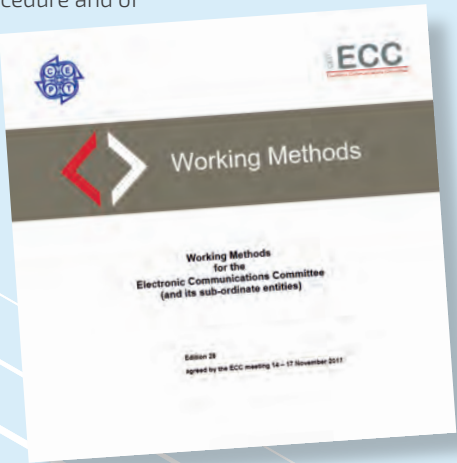 cedure and of
CEPT
ECC
Working Methods
Working Methods
for the
Electronic Communications Committee
(and its sub-ordinate entities)
Edition 28
agreed by the ECC meeting 14 – 17 November 2011